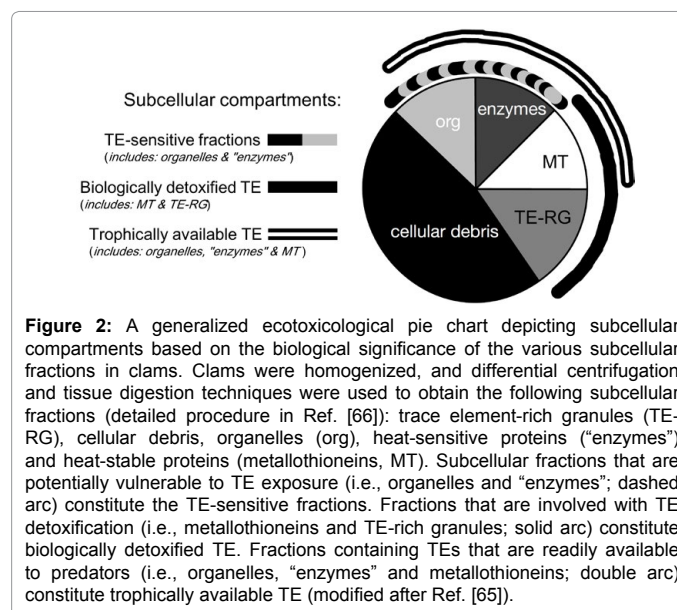 Subcellular compartments:
TE-sensitive fractions
(includes: organelles & "enzymes")
Biologically detoxified TE
(includes: MT & TE-RG)
Trophically available TE
(includes: organelles, "enzymes" & MT)
org
enzymes
MT
TE-RG
cellular debris
Figure 2: A generalized ecotoxicological pie chart depicting subcellular
compartments based on the biological significance of the various subcellular
fractions in clams. Clams were homogenized, and differential centrifugation
and tissue digestion techniques were used to obtain the following subcellular
fractions (detailed procedure in Ref. [66]): trace element-rich granules (TE-
RG), cellular debris, organelles (org), heat-sensitive proteins (“enzymes”)
and heat-stable proteins (metallothioneins, MT). Subcellular fractions that are
potentially vulnerable to TE exposure (i.e., organelles and “enzymes”; dashed
arc) constitute the TE-sensitive fractions. Fractions that are involved with TE
detoxification (i.e., metallothioneins and TE-rich granules; solid arc) constitute
biologically detoxified TE. Fractions containing TEs that are readily available
to predators (i.e., organelles, “enzymes” and metallothioneins; double arc)
constitute trophically available TE (modified after Ref. [65]).